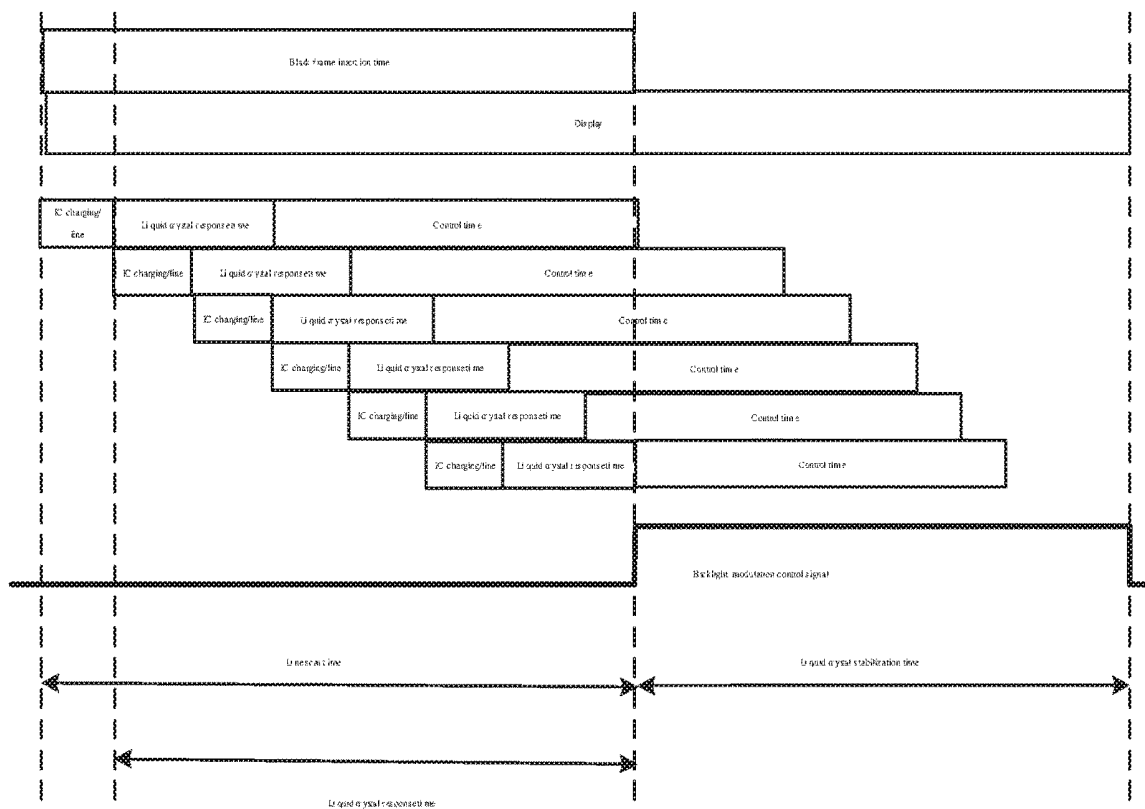 Black frame insertion time
Display
IC charging/
line
Liquid crystal response time
Control time
IC charging/line
Liquid crystal response time
Control time
IC charging/line
Liquid crystal response time
Control time
IC charging/line
Liquid crystal response time
Control time
IC charging/line
Liquid crystal response time
Control time
IC charging/line
Liquid crystal response time
Control time
Backlight modulation control signal
Line scan time
Liquid crystal stabilization time
Liquid crystal response time